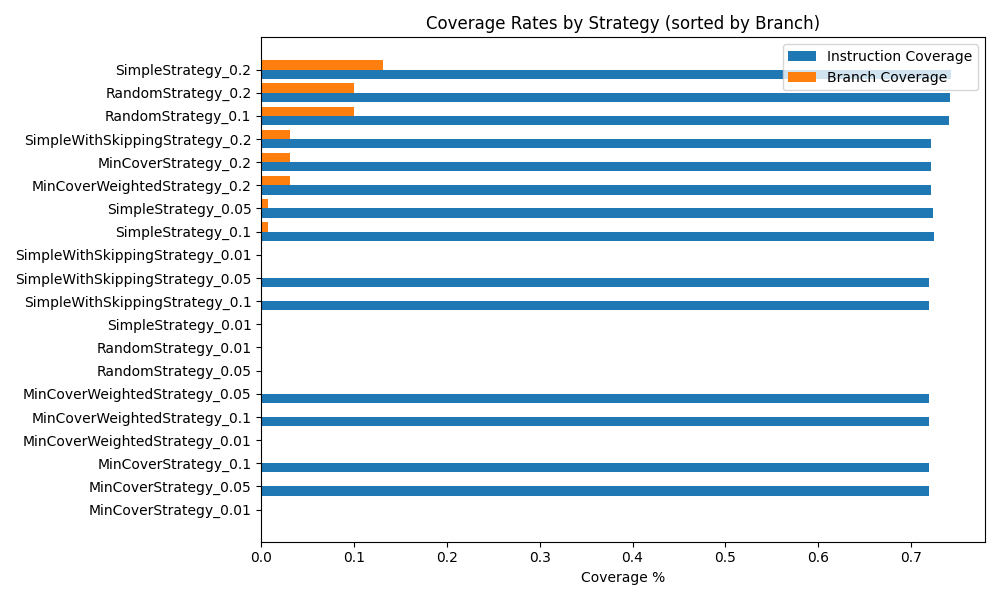 Coverage Rates by Strategy (sorted by Branch)
Instruction Coverage
Branch Coverage
SimpleStrategy_0.2
RandomStrategy_0.2
RandomStrategy_0.1
SimpleWithSkippingStrategy_0.2
MinCoverStrategy_0.2
MinCoverWeightedStrategy_0.2
SimpleStrategy_0.05
SimpleStrategy_0.1
SimpleWithSkippingStrategy_0.01
SimpleWithSkippingStrategy_0.05
SimpleWithSkippingStrategy_0.1
SimpleStrategy_0.01
RandomStrategy_0.01
RandomStrategy_0.05
MinCoverWeightedStrategy_0.05
MinCoverWeightedStrategy_0.1
MinCoverWeightedStrategy_0.01
MinCoverStrategy_0.1
MinCoverStrategy_0.05
MinCoverStrategy_0.01
0.0 0.1 0.2 0.3 0.4 0.5 0.6 0.7
Coverage %